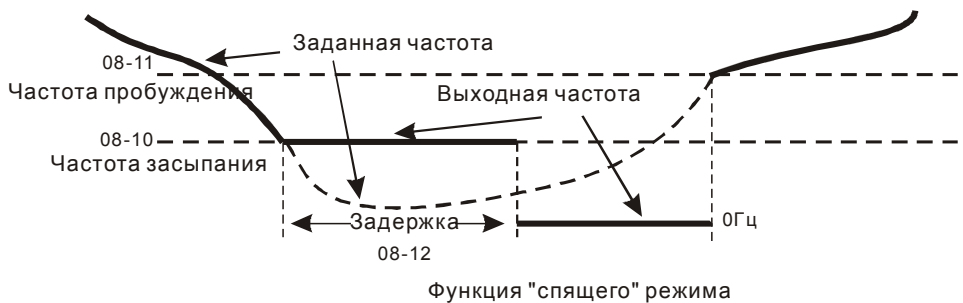 Заданная частота
08-11
Частота пробуждения
Выходная частота
08-10
Частота засыпания
Задержка
0Гц
08-12
Функция "спящего" режима